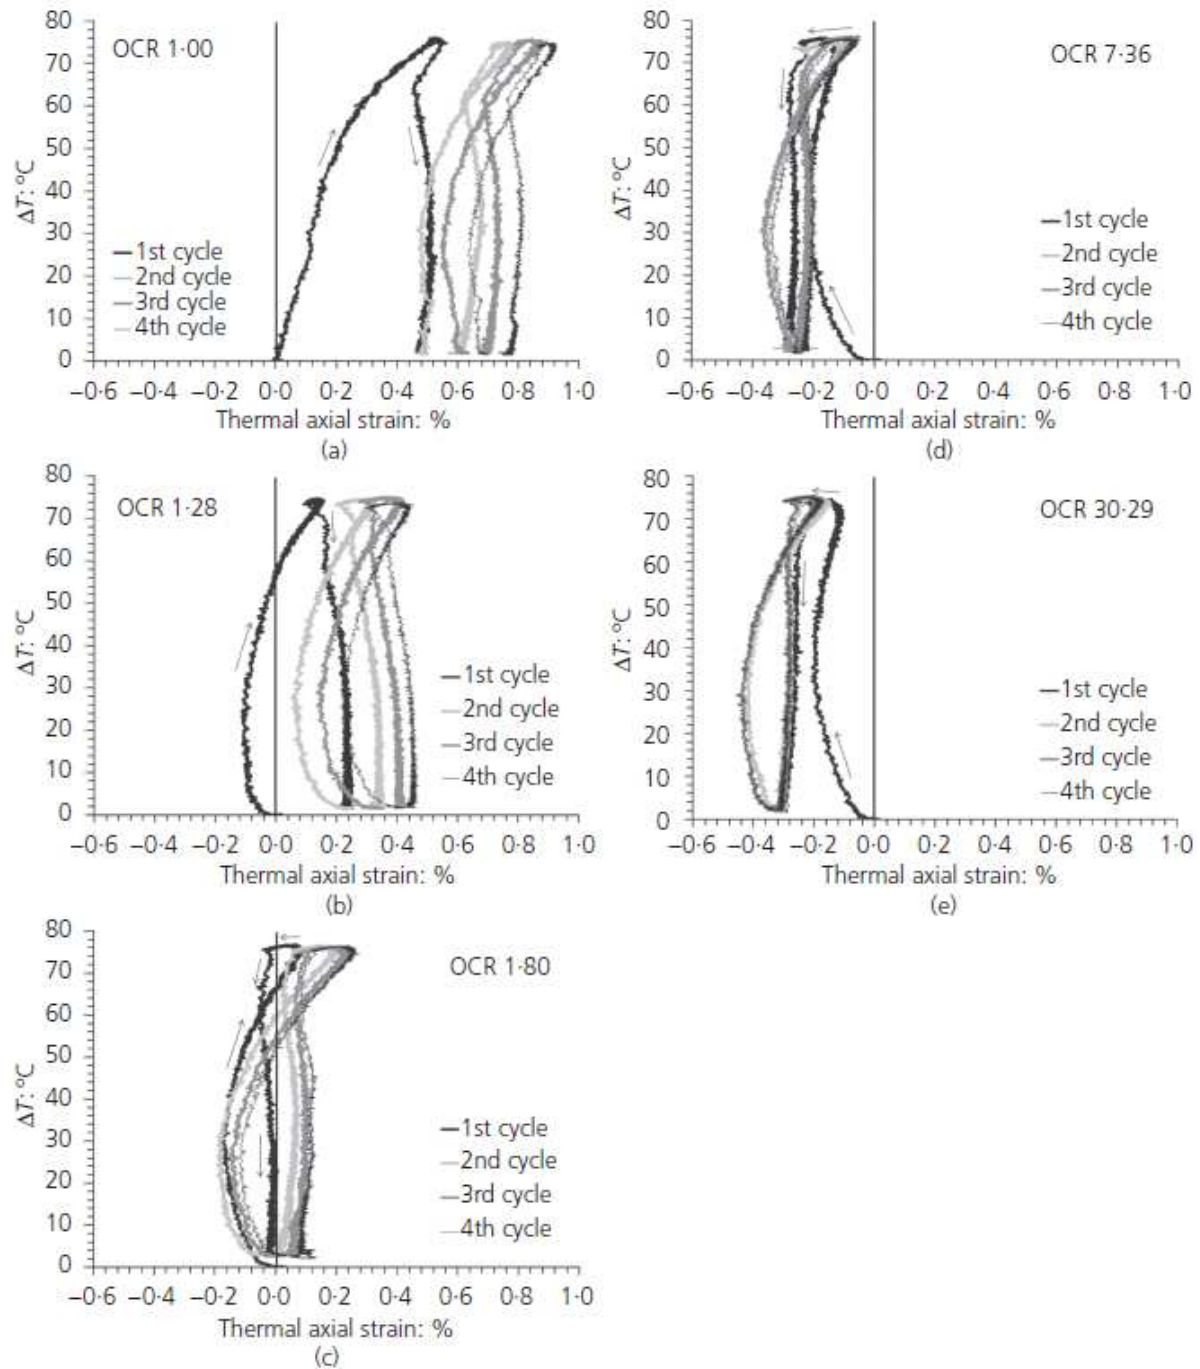 80
70
60
50
40
30
20
10
0
ΔT: °C
OCR 1·00
1st cycle
2nd cycle
3rd cycle
4th cycle
−0·6 −0·4 −0·2 0·0 0·2 0·4 0·6 0·8 1·0
Thermal axial strain: %
(a)
80
70
60
50
40
30
20
10
0
ΔT: °C
OCR 1·28
1st cycle
2nd cycle
3rd cycle
4th cycle
−0·6 −0·4 −0·2 0·0 0·2 0·4 0·6 0·8 1·0
Thermal axial strain: %
(b)
80
70
60
50
40
30
20
10
0
ΔT: °C
OCR 1·80
1st cycle
2nd cycle
3rd cycle
4th cycle
−0·6 −0·4 −0·2 0·0 0·2 0·4 0·6 0·8 1·0
Thermal axial strain: %
(c)
80
70
60
50
40
30
20
10
0
ΔT: °C
OCR 7·36
1st cycle
2nd cycle
3rd cycle
4th cycle
−0·6 −0·4 −0·2 0·0 0·2 0·4 0·6 0·8 1·0
Thermal axial strain: %
(d)
80
70
60
50
40
30
20
10
0
ΔT: °C
OCR 30·29
1st cycle
2nd cycle
3rd cycle
4th cycle
−0·6 −0·4 −0·2 0·0 0·2 0·4 0·6 0·8 1·0
Thermal axial strain: %
(e)